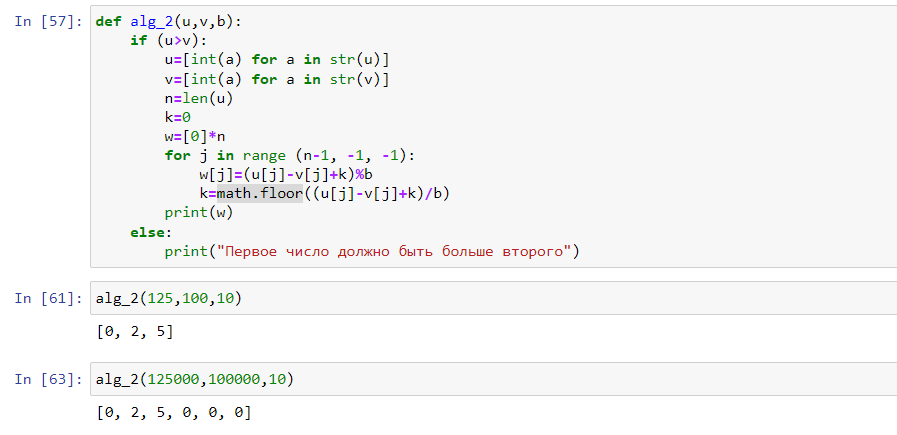 In [57]: def alg_2(u,v,b):
    if (u>v):
        u=[int(a) for a in str(u)]
        v=[int(a) for a in str(v)]
        n=len(u)
        k=0
        w=[0]*n
        for j in range (n-1, -1, -1):
            w[j]=(u[j]-v[j]+k)%b
            k=math.floor((u[j]-v[j]+k)/b)
        print(w)
    else:
        print("Первое число должно быть больше второго")
In [61]: alg_2(125,100,10)
[0, 2, 5]
In [63]: alg_2(125000,100000,10)
[0, 2, 5, 0, 0, 0]